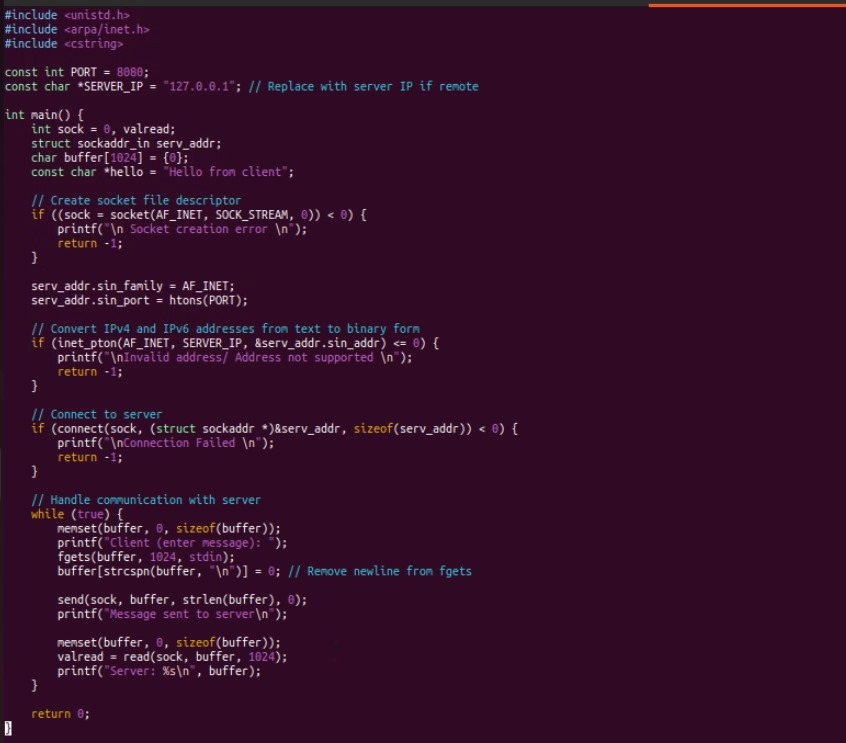 #include <unistd.h>
#include <arpa/inet.h>
#include <cstring>

const int PORT = 8080;
const char *SERVER_IP = "127.0.0.1"; // Replace with server IP if remote

int main() {
    int sock = 0, valread;
    struct sockaddr_in serv_addr;
    char buffer[1024] = {0};
    const char *hello = "Hello from client";

    // Create socket file descriptor
    if ((sock = socket(AF_INET, SOCK_STREAM, 0)) < 0) {
        printf("\n Socket creation error \n");
        return -1;
    }

    serv_addr.sin_family = AF_INET;
    serv_addr.sin_port = htons(PORT);

    // Convert IPv4 and IPv6 addresses from text to binary form
    if (inet_pton(AF_INET, SERVER_IP, &serv_addr.sin_addr) <= 0) {
        printf("\nInvalid address/ Address not supported \n");
        return -1;
    }

    // Connect to server
    if (connect(sock, (struct sockaddr *)&serv_addr, sizeof(serv_addr)) < 0) {
        printf("\nConnection Failed \n");
        return -1;
    }

    // Handle communication with server
    while (true) {
        memset(buffer, 0, sizeof(buffer));
        printf("Client (enter message): ");
        fgets(buffer, 1024, stdin);
        buffer[strcspn(buffer, "\n")] = 0; // Remove newline from fgets

        send(sock, buffer, strlen(buffer), 0);
        printf("Message sent to server\n");

        memset(buffer, 0, sizeof(buffer));
        valread = read(sock, buffer, 1024);
        printf("Server: %s\n", buffer);
    }

    return 0;
}